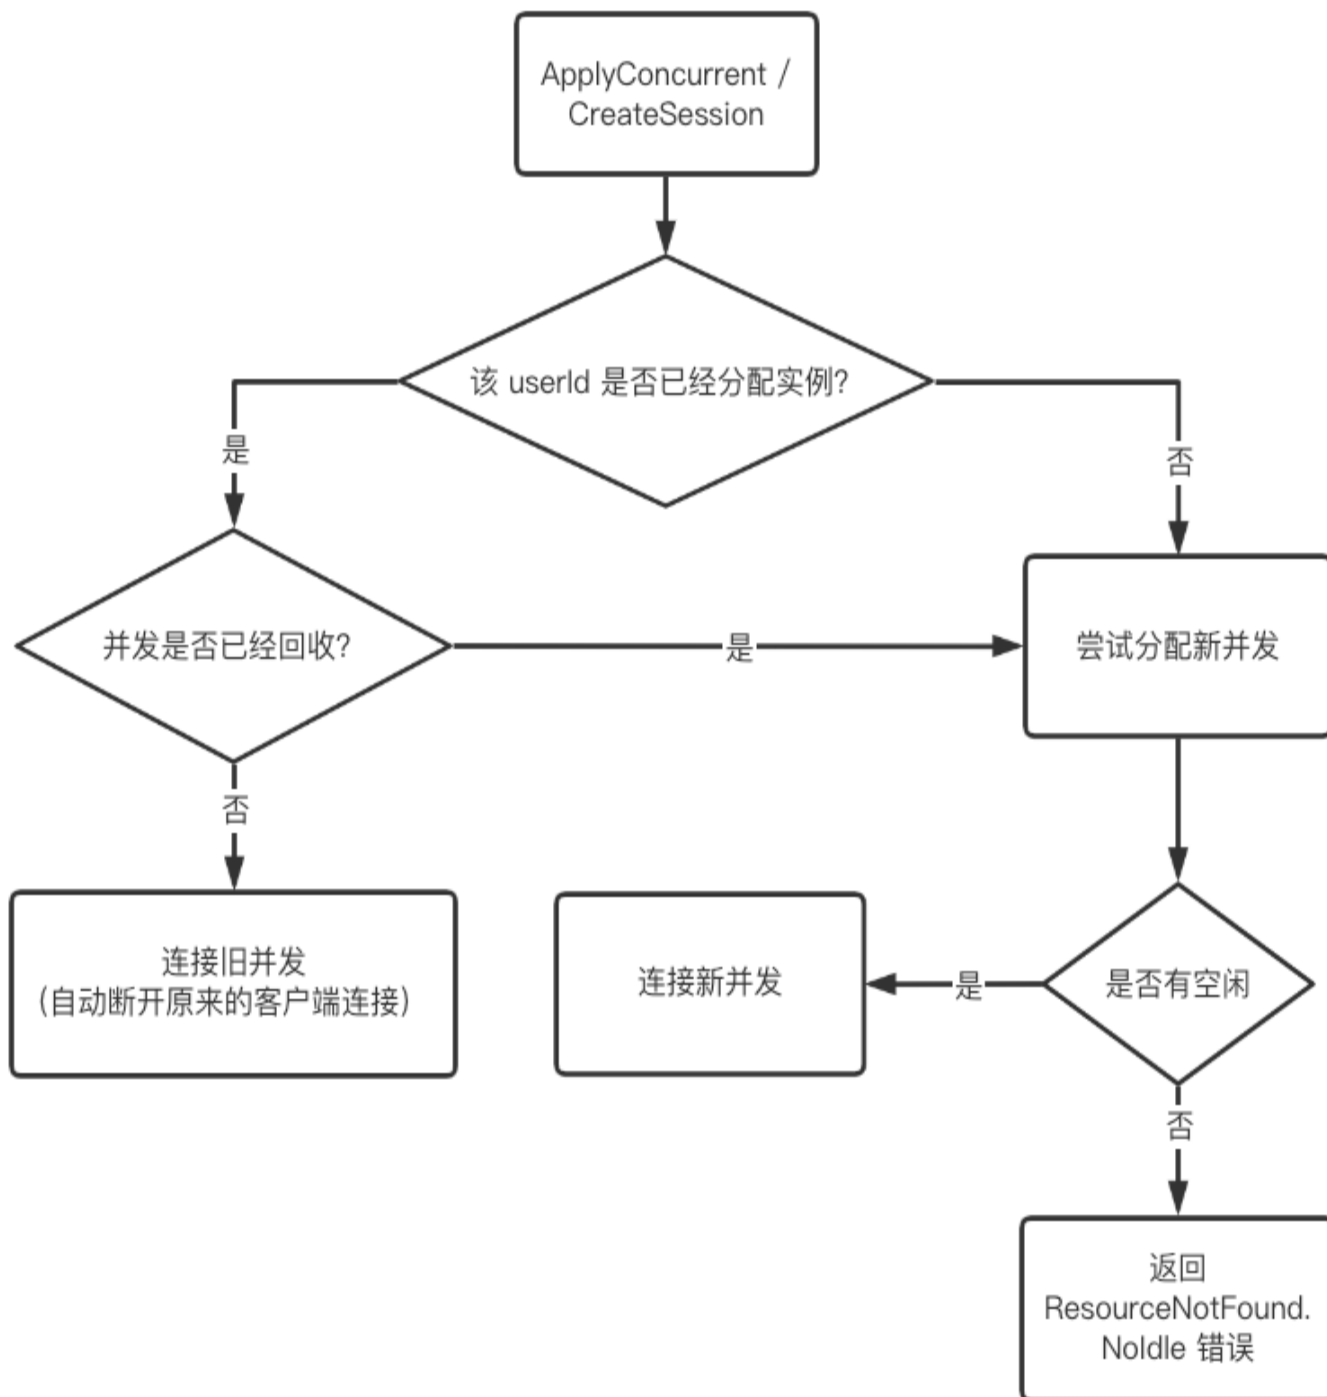 ApplyConcurrent /
CreateSession
该 userId 是否已经分配实例?
是
否
并发是否已经回收?
是
尝试分配新并发
否
连接旧并发
(自动断开原来的客户端连接)
连接新并发
是
是否有空闲
否
返回
ResourceNotFound.
NoIdle 错误